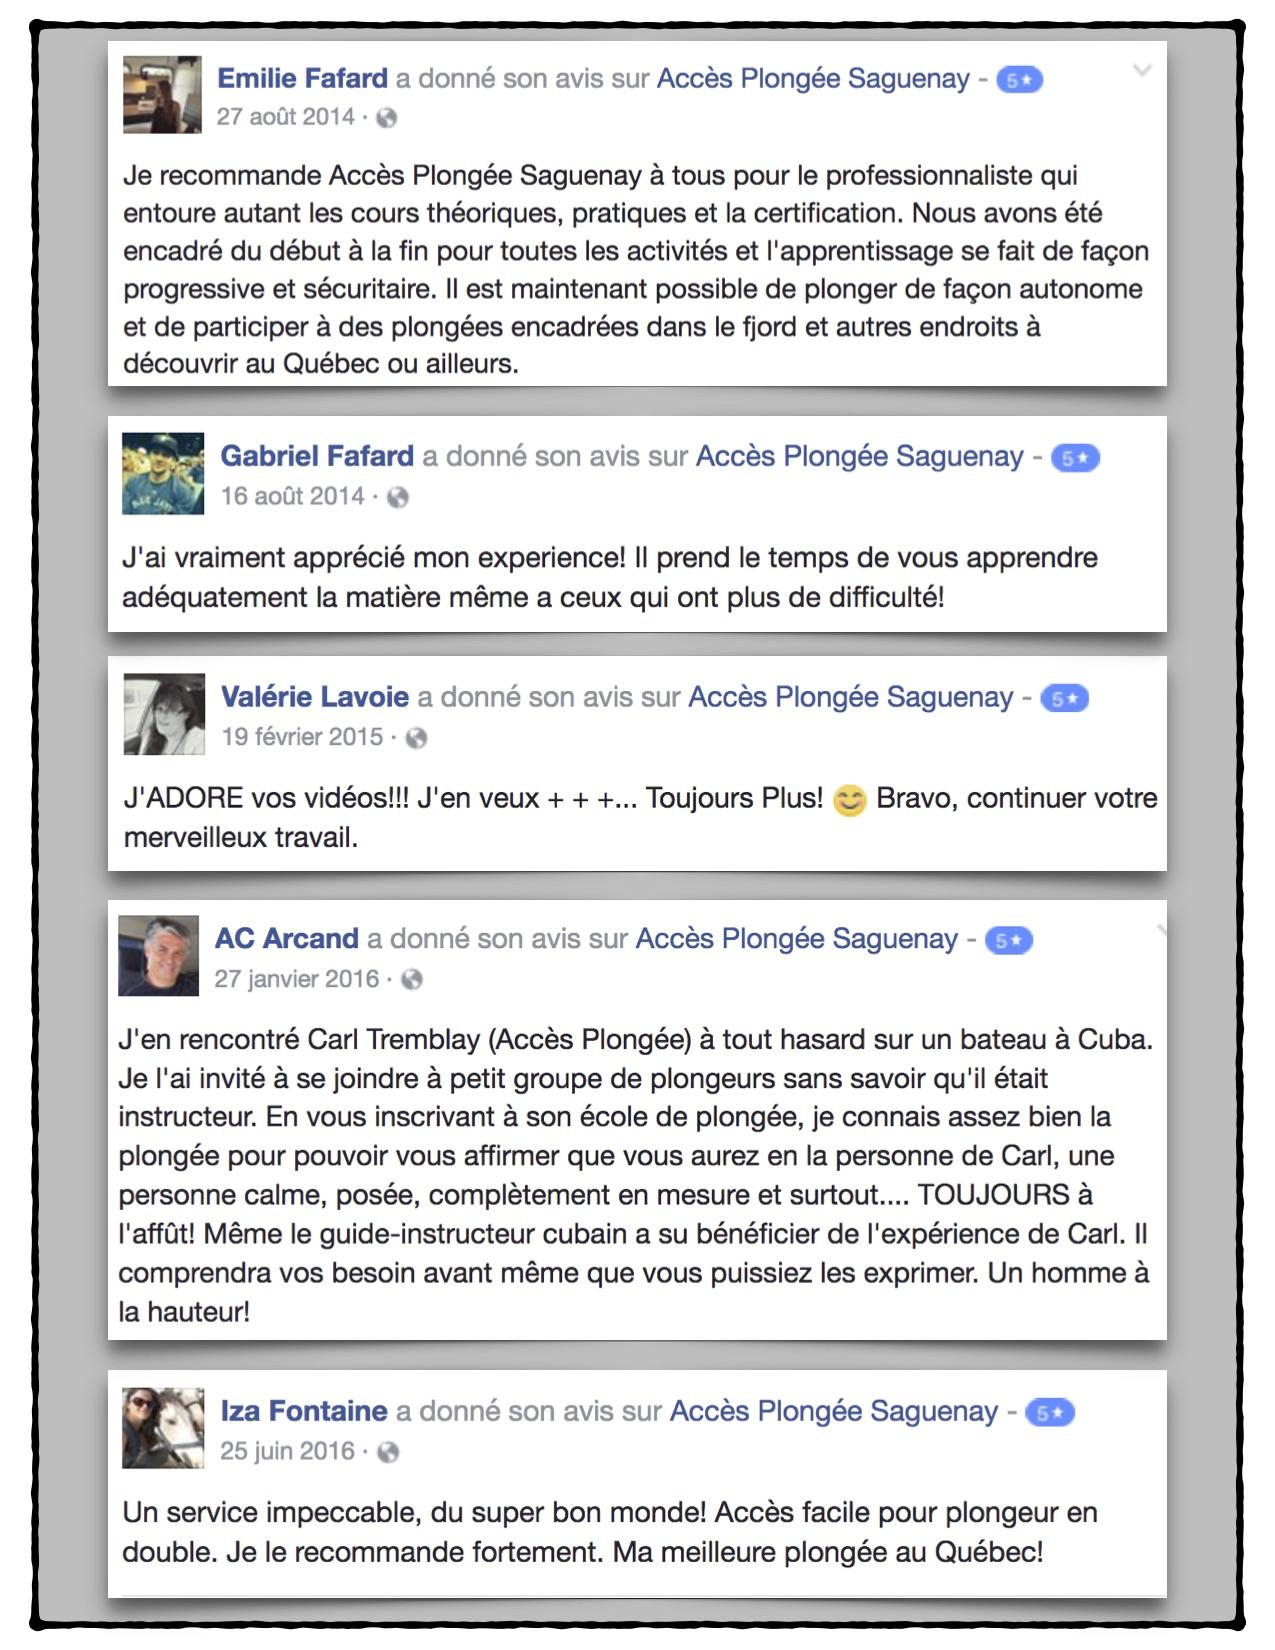 Emilie Fafard a donné son avis sur Accès Plongée Saguenay - 5★
27 août 2014 ·
Je recommande Accès Plongée Saguenay à tous pour le professionnaliste qui
entoure autant les cours théoriques, pratiques et la certification. Nous avons été
encadré du début à la fin pour toutes les activités et l'apprentissage se fait de façon
progressive et sécuritaire. Il est maintenant possible de plonger de façon autonome
et de participer à des plongées encadrées dans le fjord et autres endroits à
découvrir au Québec ou ailleurs.
Gabriel Fafard a donné son avis sur Accès Plongée Saguenay - 5★
16 août 2014 ·
J'ai vraiment apprécié mon experience! Il prend le temps de vous apprendre
adéquatement la matière même a ceux qui ont plus de difficulté!
Valérie Lavoie a donné son avis sur Accès Plongée Saguenay - 5★
19 février 2015 ·
J'ADORE vos vidéos!!! J'en veux + + +... Toujours Plus! 😊 Bravo, continuer votre
merveilleux travail.
AC Arcand a donné son avis sur Accès Plongée Saguenay - 5★
27 janvier 2016 ·
J'en rencontré Carl Tremblay (Accès Plongée) à tout hasard sur un bateau à Cuba.
Je l'ai invité à se joindre à petit groupe de plongeurs sans savoir qu'il était
instructeur. En vous inscrivant à son école de plongée, je connais assez bien la
plongée pour pouvoir vous affirmer que vous aurez en la personne de Carl, une
personne calme, posée, complètement en mesure et surtout.... TOUJOURS à
l'affût! Même le guide-instructeur cubain a su bénéficier de l'expérience de Carl. Il
comprendra vos besoin avant même que vous puissiez les exprimer. Un homme à
la hauteur!
Iza Fontaine a donné son avis sur Accès Plongée Saguenay - 5★
25 juin 2016 ·
Un service impeccable, du super bon monde! Accès facile pour plongeur en
double. Je le recommande fortement. Ma meilleure plongée au Québec!